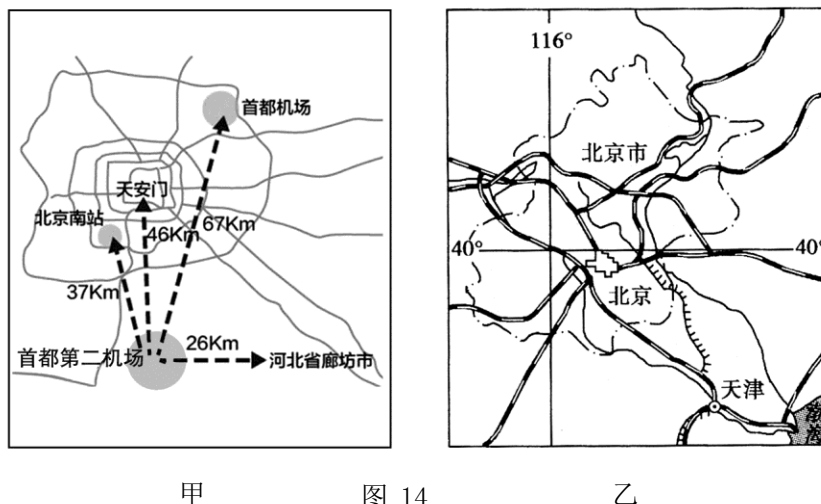 首都机场
天安门
北京南站
46Km
67Km
37Km
26Km
首都第二机场
河北省廊坊市
116°
北京市
40°
40°
北京
天津
渤海
甲
图 14
乙